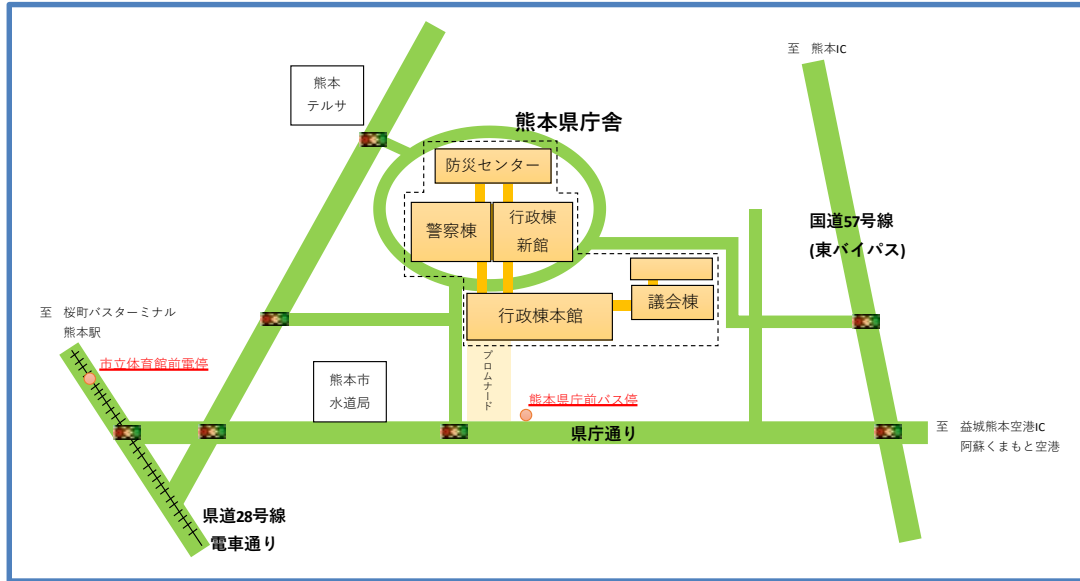 至　熊本IC
熊本
テルサ
熊本県庁舎
防災センター
警察棟
行政棟
新館
国道57号線
(東バイパス)
行政棟本館
議会棟
至　桜町バスターミナル
熊本駅
市立体育館前電停
熊本市
水道局
プロムナード
熊本県庁前バス停
県庁通り
至　益城熊本空港IC
阿蘇くまもと空港
県道28号線
電車通り